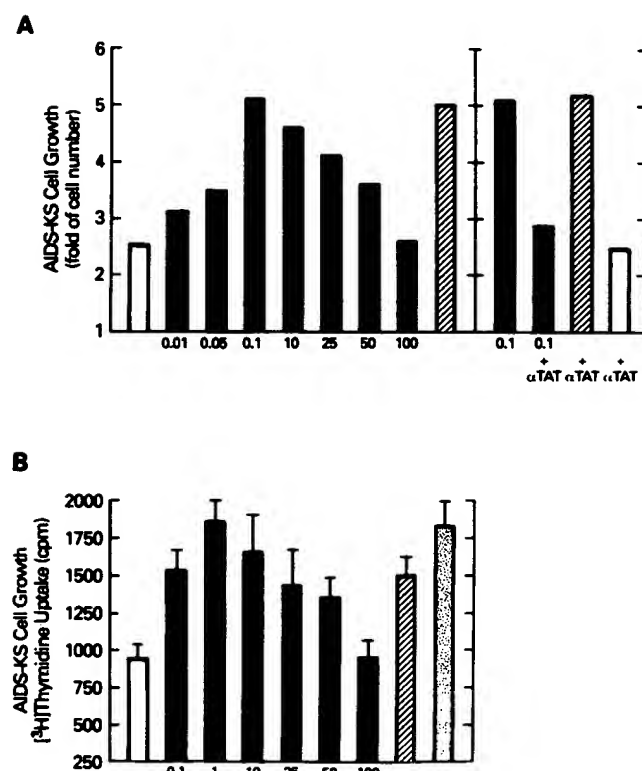 A
6
5
4
3
2
1
AIDS-KS Cell Growth
(fold of cell number)
0.01 0.05 0.1 10 25 50 100 0.1 0.1
+ + +
αTAT αTAT αTAT
B
2000
1750
1500
1250
1000
750
500
250
AIDS-KS Cell Growth
[³H]Thymidine Uptake (cpm)
0.1 1 10 25 50 100